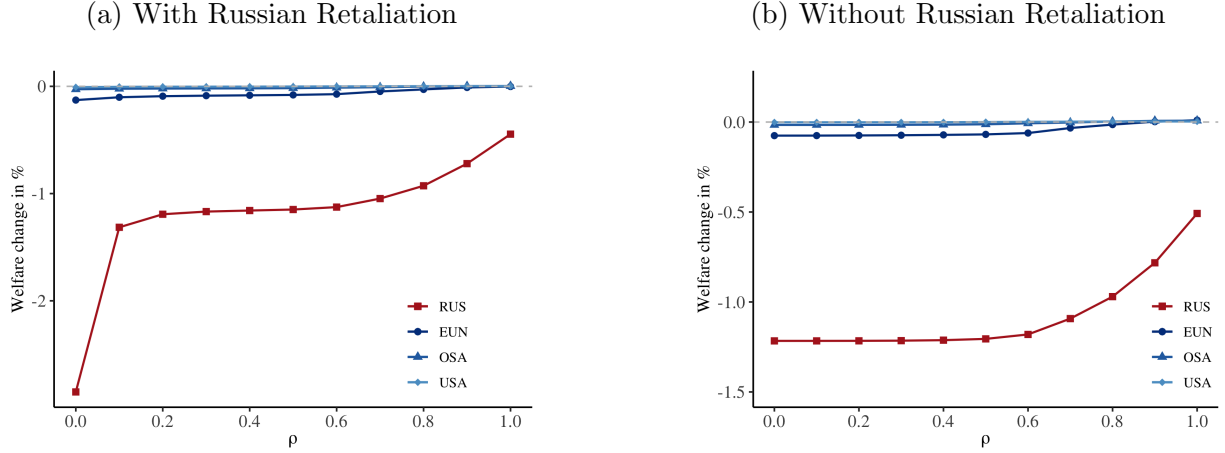 (a) With Russian Retaliation
0
-1
-2
Welfare change in %
RUS
EUN
OSA
USA
0.0 0.2 0.4 0.6 0.8 1.0
ρ
(b) Without Russian Retaliation
0.0
-0.5
-1.0
-1.5
Welfare change in %
RUS
EUN
OSA
USA
0.0 0.2 0.4 0.6 0.8 1.0
ρ